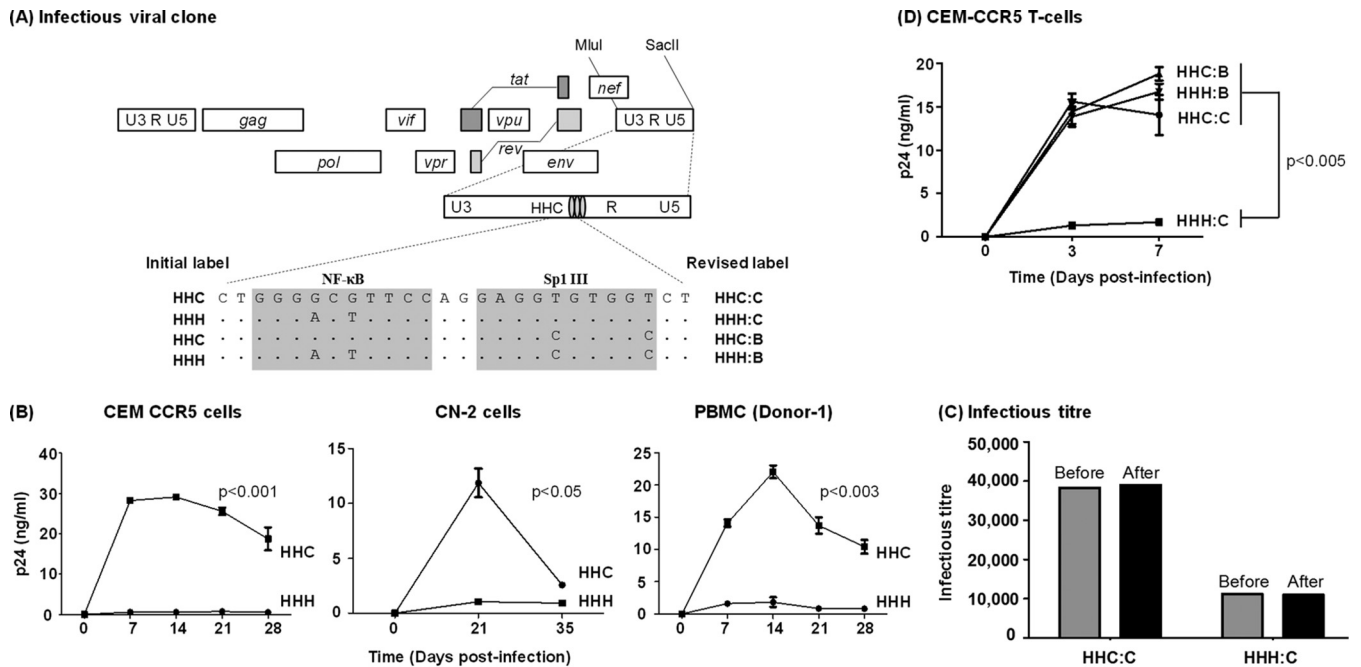 (A) Infectious viral clone
MluI SacII
tat
nef
U3 R U5 gag vif vpu U3 R U5
rev
pol vpr env
U3 HHC R U5
Initial label Revised label
NF-κB Sp1 III
HHC C T G G G G C G T T C C A G G A G G T G T G G T C T HHC:C
HHH . . . . . A . T . . . . . . . . . . . . . . . . . . HHH:C
HHC . . . . . . . . . . . . . . . . . . C . . . . C . . HHC:B
HHH . . . . . A . T . . . . . . . . . . C . . . . C . . HHH:B
(B) CEM CCR5 cells CN-2 cells PBMC (Donor-1)
p24 (ng/ml)
40
30
20
10
0
p<0.001
HHC
HHH
0 7 14 21 28
15
10
5
0
p<0.05
HHC
HHH
0 21 35
25
20
15
10
5
0
p<0.003
HHC
HHH
0 7 14 21 28
Time (Days post-infection)
(D) CEM-CCR5 T-cells
p24 (ng/ml)
20
15
10
5
0
HHC:B
HHH:B
HHC:C
p<0.005
HHH:C
0 3 7
Time (Days post-infection)
(C) Infectious titre
Infectious titre
50,000
40,000
30,000
20,000
10,000
0
Before After
Before After
HHC:C HHH:C